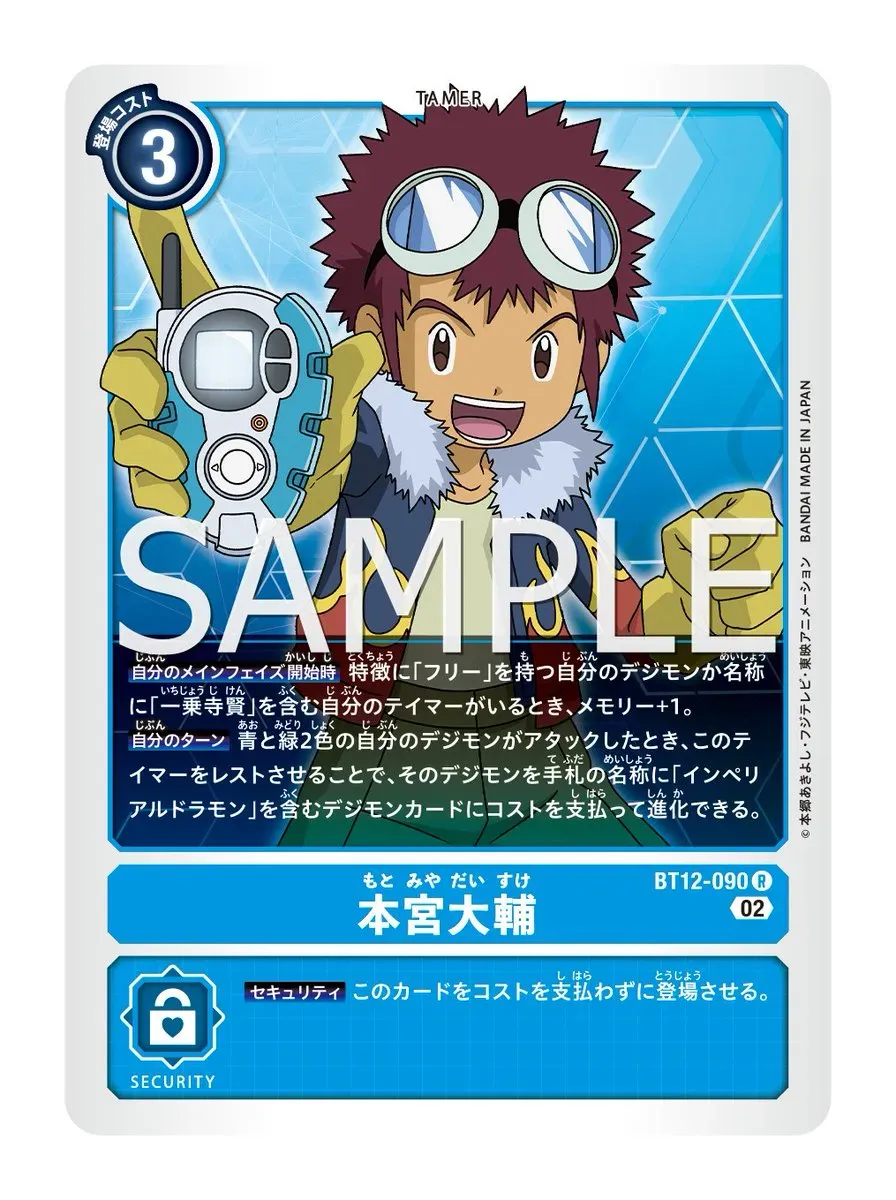 TAMER
登場コスト
3
SAMPLE
自分のメインフェイズ開始時 特徴に「フリー」を持つ自分のデジモンか名称
に「一乗寺賢」を含む自分のテイマーがいるとき、メモリー+1。
自分のターン 青と緑2色の自分のデジモンがアタックしたとき、このテ
イマーをレストさせることで、そのデジモンを手札の名称に「インペリ
アルドラモン」を含むデジモンカードにコストを支払って進化できる。
©本郷あきよし・フジテレビ・東映アニメーション BANDAI MADE IN JAPAN
もとみやだいすけ
本宮大輔
BT12-090 R
02
セキュリティ このカードをコストを支払わずに登場させる。
SECURITY